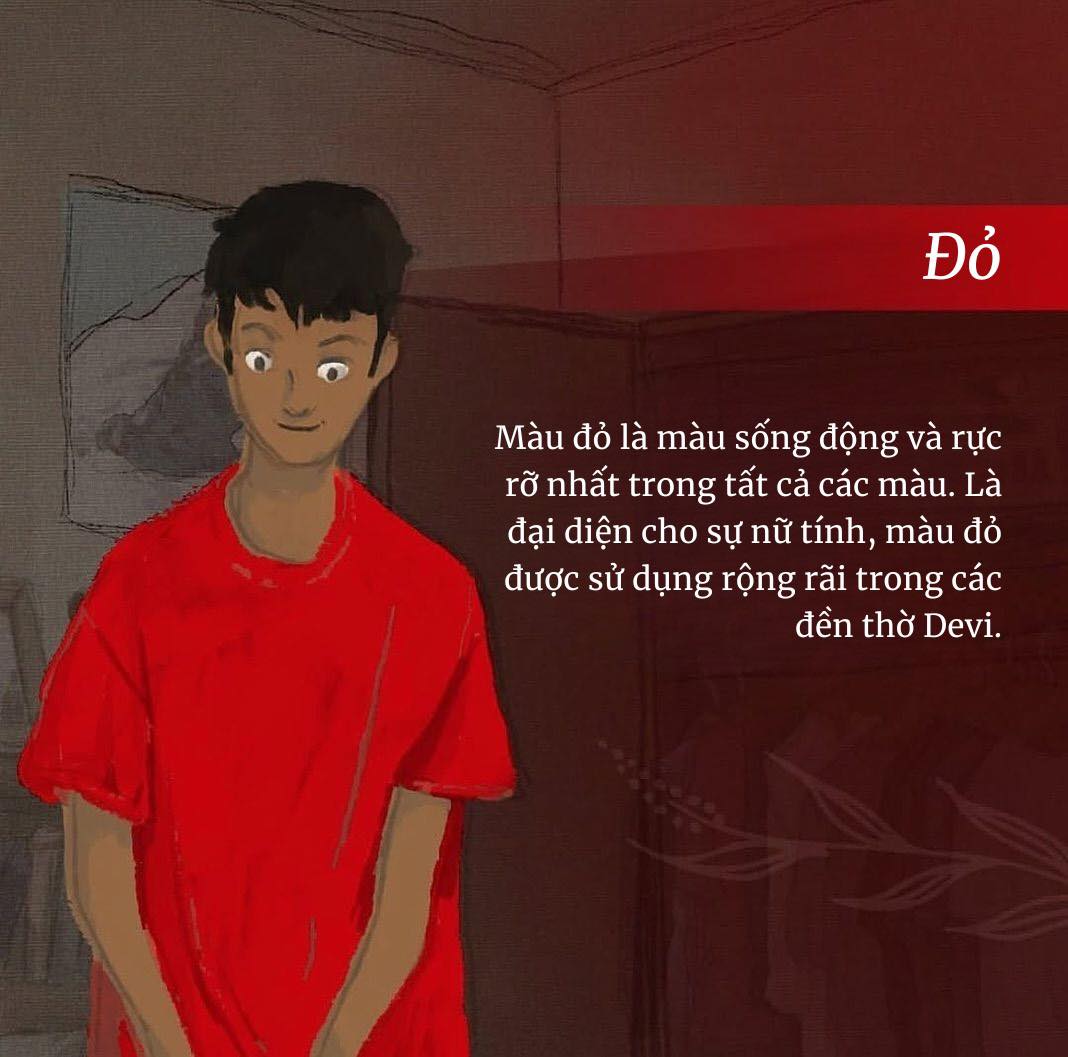 Đỏ
Màu đỏ là màu sống động và rực
rỡ nhất trong tất cả các màu. Là
đại diện cho sự nữ tính, màu đỏ
được sử dụng rộng rãi trong các
đền thờ Devi.